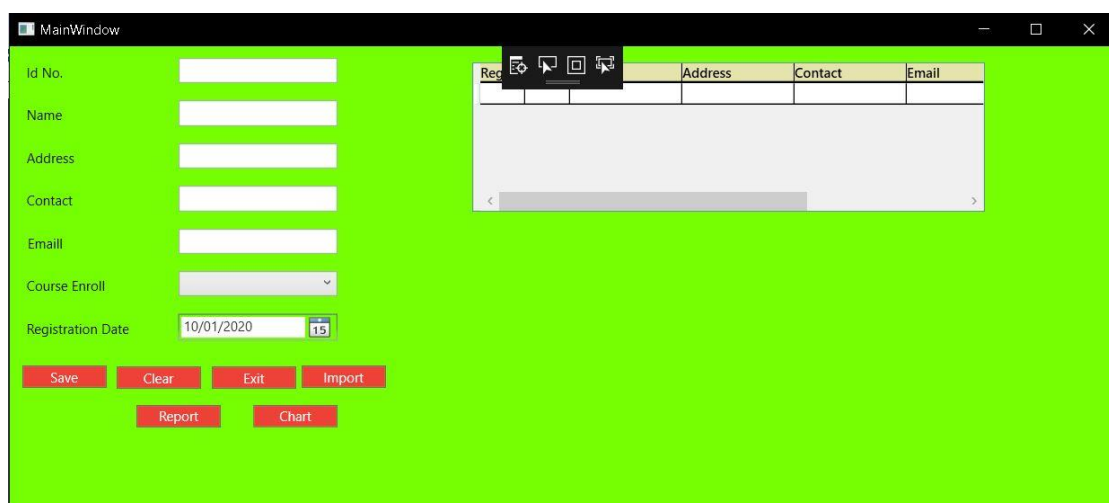 MainWindow
Id No.
Name
Address
Contact
Emaill
Course Enroll
Registration Date
10/01/2020
15
Save Clear Exit Import
Report Chart
Reg Address Contact Email